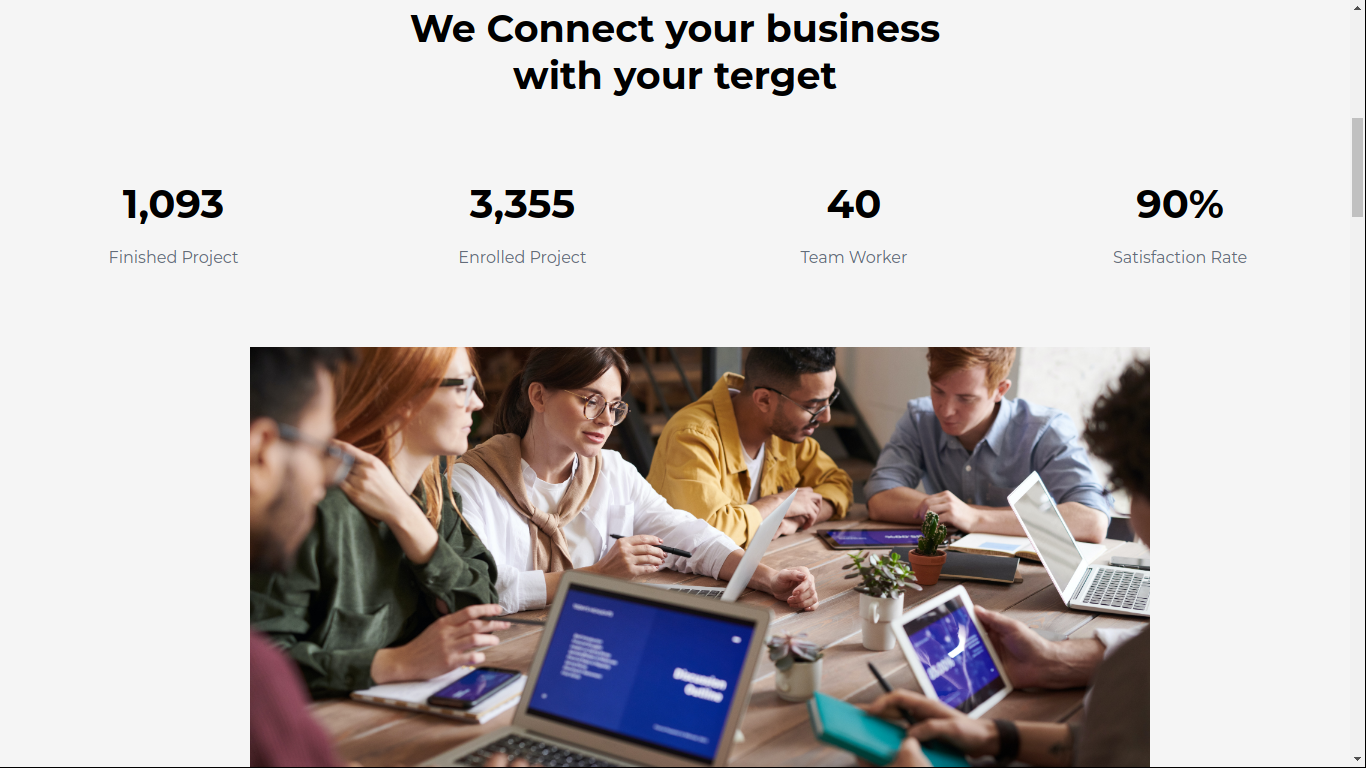 We Connect your business
with your terget
1,093
3,355
40
90%
Finished Project
Enrolled Project
Team Worker
Satisfaction Rate
Discussion
Outline